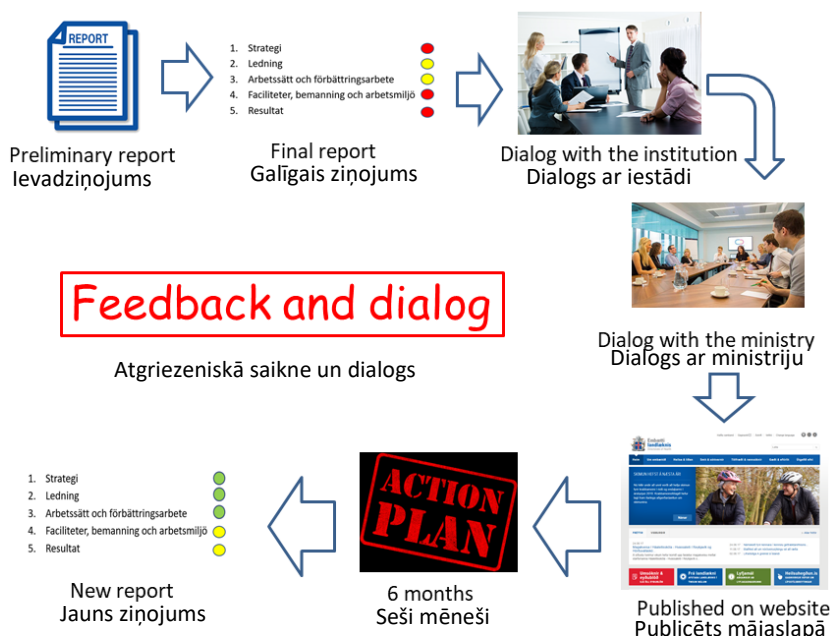 REPORT
Preliminary report
Ievadziņojums
1. Strategi
2. Ledning
3. Arbetssätt och förbättringsarbete
4. Faciliteter, bemanning och arbetsmiljö
5. Resultat
Final report
Galīgais ziņojums
Dialog with the institution
Dialogs ar iestādi
Dialog with the ministry
Dialogs ar ministriju
Feedback and dialog
Atgriezeniskā saikne un dialogs
Embætti
landlæknis
Published on website
Publicēts mājaslapā
ACTION
PLAN
6 months
Seši mēneši
1. Strategi
2. Ledning
3. Arbetssätt och förbättringsarbete
4. Faciliteter, bemanning och arbetsmiljö
5. Resultat
New report
Jauns ziņojums